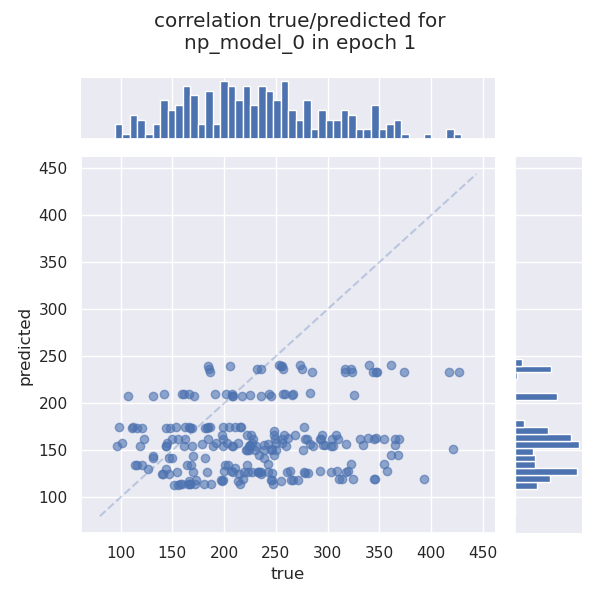 correlation true/predicted for
np_model_0 in epoch 1
450
400
350
300
250
200
150
100
predicted
100 150 200 250 300 350 400 450
true